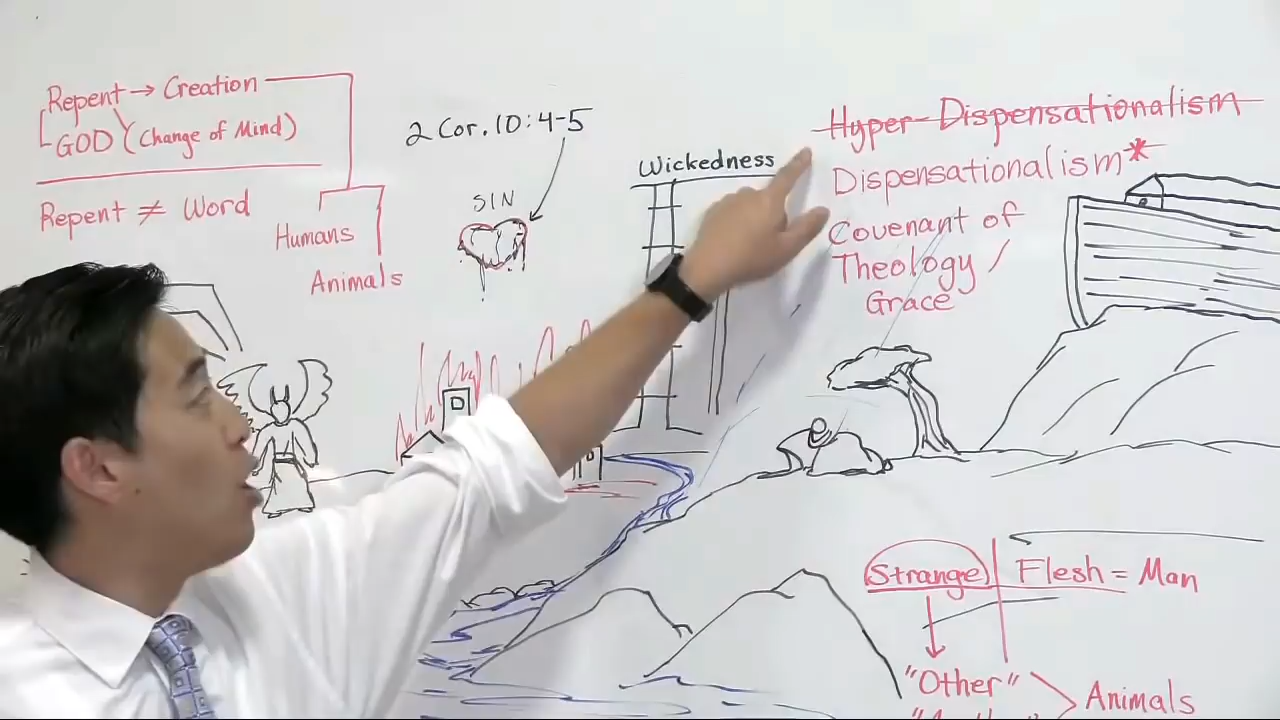 Repent → Creation
GOD (Change of Mind)
Repent ≠ Word
Humans
Animals
2 Cor. 10:4-5
SIN
Wickedness
Hyper-Dispensationalism
Dispensationalism*
Covenant of
Theology /
Grace
Strange | Flesh = Man
"Other"
Animals